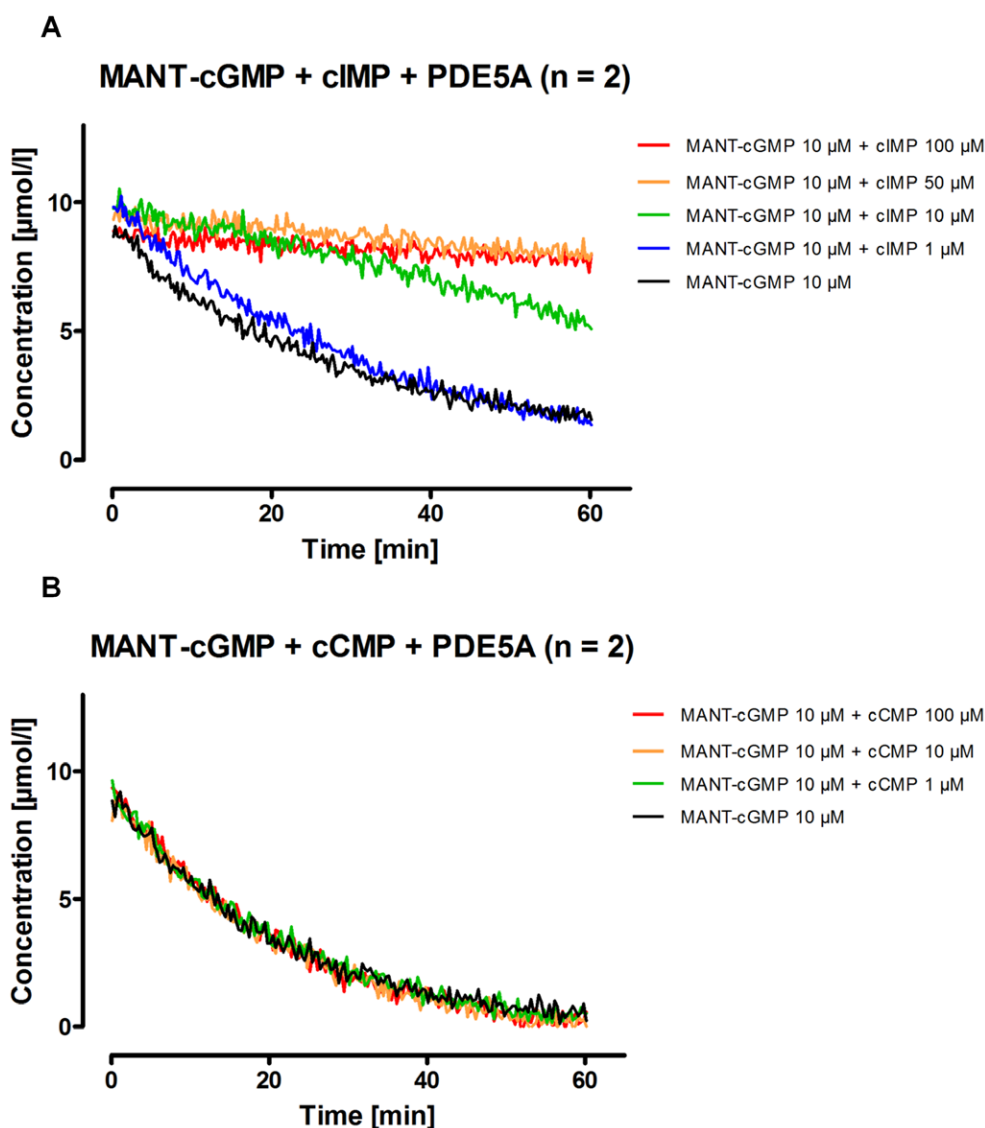 A
MANT-cGMP + cIMP + PDE5A (n = 2)
Concentration [µmol/l]
10
5
0
0 20 40 60
Time [min]
MANT-cGMP 10 µM + cIMP 100 µM
MANT-cGMP 10 µM + cIMP 50 µM
MANT-cGMP 10 µM + cIMP 10 µM
MANT-cGMP 10 µM + cIMP 1 µM
MANT-cGMP 10 µM
B
MANT-cGMP + cCMP + PDE5A (n = 2)
Concentration [µmol/l]
10
5
0
0 20 40 60
Time [min]
MANT-cGMP 10 µM + cCMP 100 µM
MANT-cGMP 10 µM + cCMP 10 µM
MANT-cGMP 10 µM + cCMP 1 µM
MANT-cGMP 10 µM